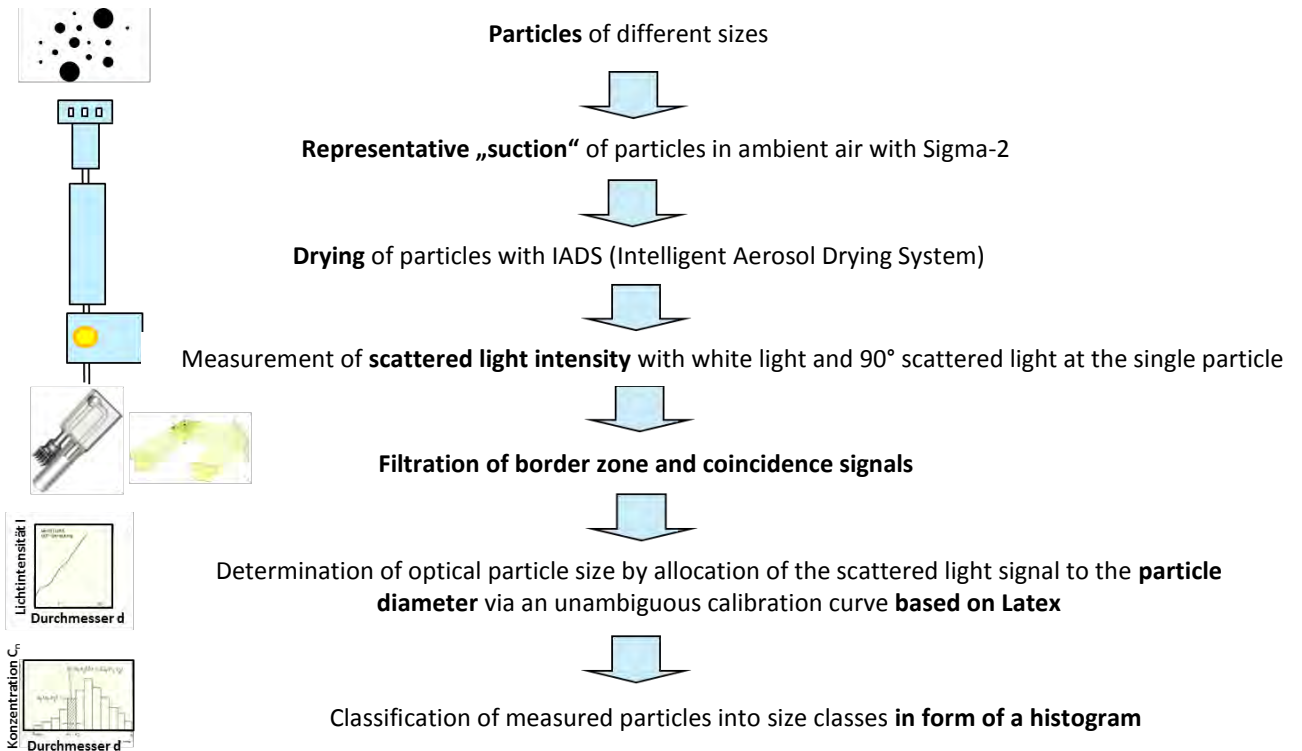 Particles of different sizes
Representative „suction“ of particles in ambient air with Sigma-2
Drying of particles with IADS (Intelligent Aerosol Drying System)
Measurement of scattered light intensity with white light and 90° scattered light at the single particle
Filtration of border zone and coincidence signals
Lichtintensität I
Durchmesser d
Determination of optical particle size by allocation of the scattered light signal to the particle
diameter via an unambiguous calibration curve based on Latex
Konzentration Cn
Durchmesser d
Classification of measured particles into size classes in form of a histogram